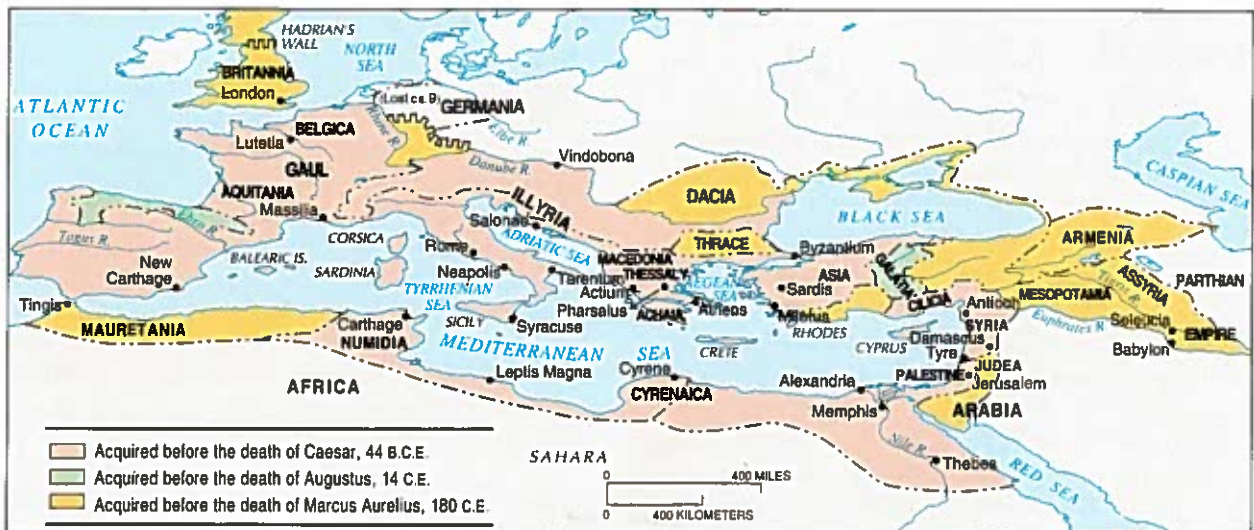 HADRIAN'S
WALL
NORTH
SEA
BRITANNIA
London
ATLANTIC
OCEAN
(Lost c.e. 9)
GERMANIA
Rhine R.
Elbe R.
BELGICA
Lutetia
GAUL
AQUITANIA
Massilia
Danube R.
Vindobona
DACIA
CASPIAN SEA
BLACK SEA
ILLYRIA
Salonae
ADRIATIC SEA
Ebro R.
Tagus R.
CORSICA
Rome
MACEDONIA
THRACE
Byzantium
GALATIA
ARMENIA
New
Carthage
BALEARIC IS.
SARDINIA
Neapolis
TYRRHENIAN
SEA
Tarentum
THESSALY
AEGEAN
SEA
ASIA
Sardis
CILICIA
ASSYRIA
PARTHIAN
EMPIRE
Tigris R.
MESOPOTAMIA
Antioch
Tingis
MAURETANIA
Carthage
NUMIDIA
SICILY
Syracuse
Actium
Pharsalus
ACHAIA
Athens
RHODES
CYPRUS
SYRIA
Euphrates R.
Seleucia
Babylon
Damascus
Tyre
JUDEA
PALESTINE
Jerusalem
MEDITERRANEAN SEA
CRETE
Leptis Magna
Cyrene
CYRENAICA
Alexandria
Memphis
ARABIA
AFRICA
Nile R.
Thebes
RED SEA
SAHARA
Acquired before the death of Caesar, 44 B.C.E.
Acquired before the death of Augustus, 14 C.E.
Acquired before the death of Marcus Aurelius, 180 C.E.
0 400 MILES
0 400 KILOMETERS